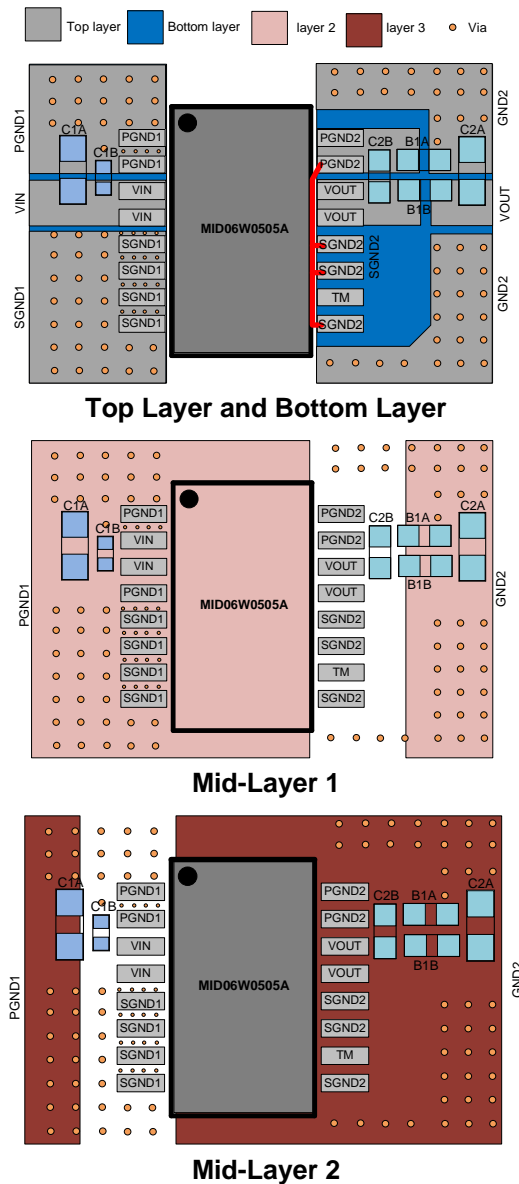 Top layer
Bottom layer
layer 2
layer 3
Via
PGND1
VIN
SGND1
C1A
C1B
PGND1
PGND1
VIN
VIN
SGND1
SGND1
SGND1
SGND1
MID06W0505A
PGND2
PGND2
VOUT
VOUT
SGND2
SGND2
TM
SGND2
SGND2
C2B
B1A
C2A
B1B
GND2
VOUT
GND2
Top Layer and Bottom Layer
PGND1
C1A
C1B
PGND1
VIN
VIN
PGND1
SGND1
SGND1
SGND1
SGND1
MID06W0505A
PGND2
PGND2
VOUT
VOUT
SGND2
SGND2
TM
SGND2
C2B
B1A
C2A
B1B
GND2
Mid-Layer 1
PGND1
C1A
C1B
PGND1
PGND1
VIN
VIN
SGND1
SGND1
SGND1
SGND1
MID06W0505A
PGND2
PGND2
VOUT
VOUT
SGND2
SGND2
TM
SGND2
C2B
B1A
C2A
B1B
GND2
Mid-Layer 2